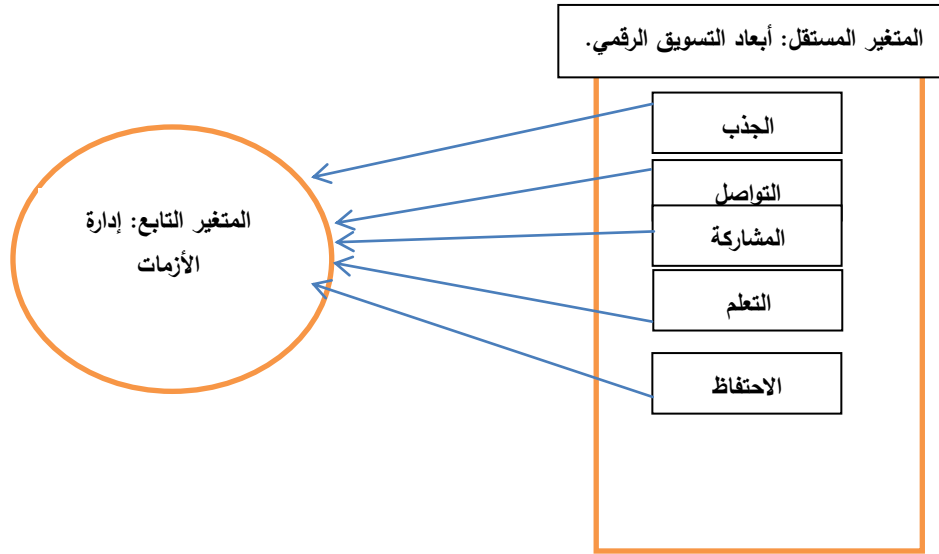 المتغير المستقل: أبعاد التسويق الرقمي.
الجذب
التواصل
المشاركة
التعلم
الاحتفاظ
المتغير التابع: إدارة
الأزمات